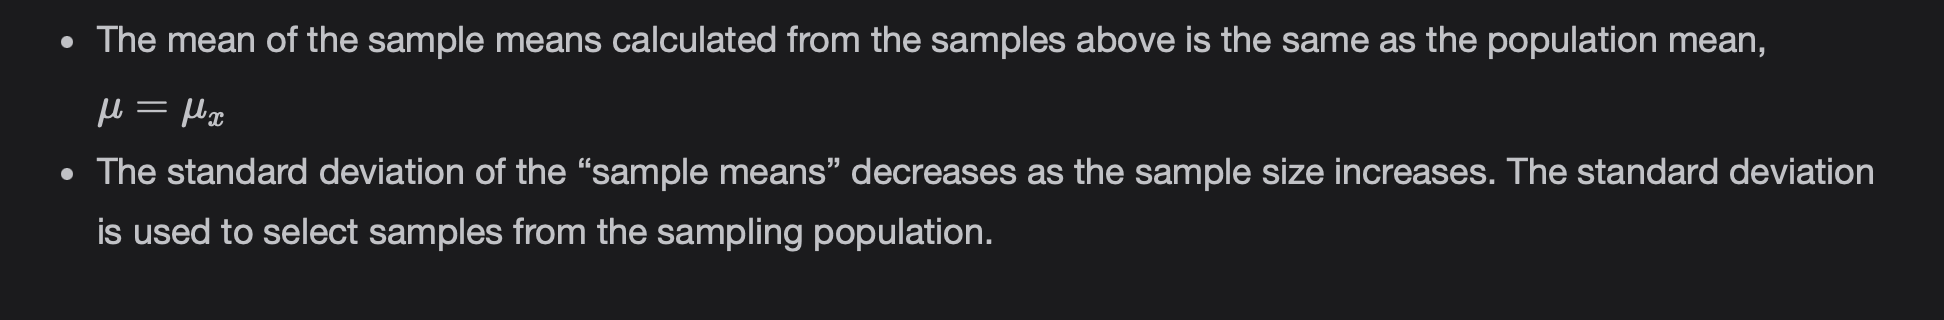 • The mean of the sample means calculated from the samples above is the same as the population mean,
μ = μₓ
• The standard deviation of the “sample means” decreases as the sample size increases. The standard deviation
is used to select samples from the sampling population.